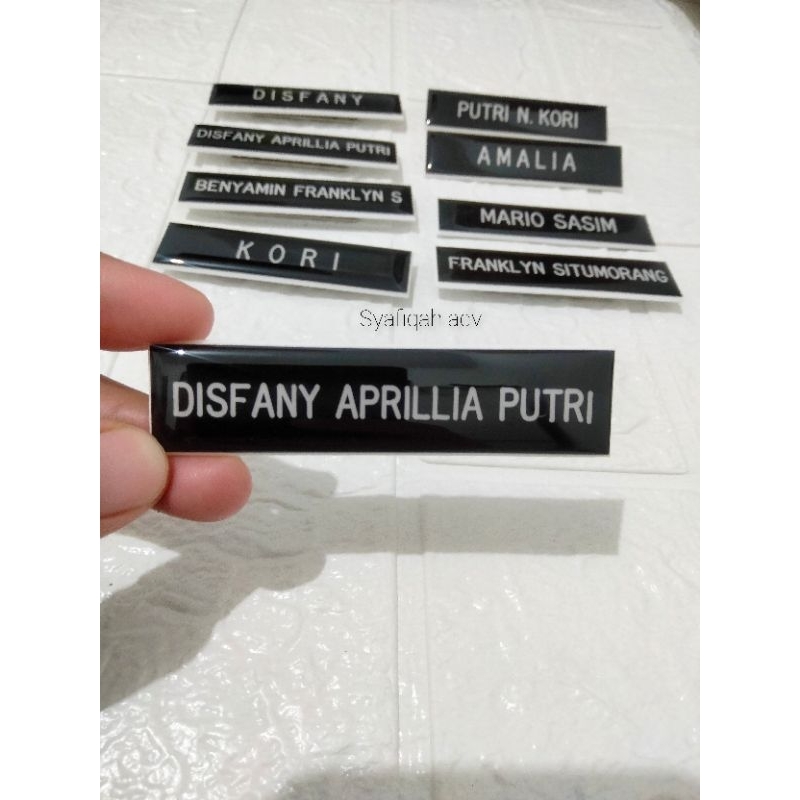 DISFANY
DISFANY APRILLIA PUTRI
BENYAMIN FRANKLYN S
KORI
PUTRI N. KORI
AMALIA
MARIO SASIM
FRANKLYN SITUMORANG
Syafiqah acv
DISFANY APRILLIA PUTRI